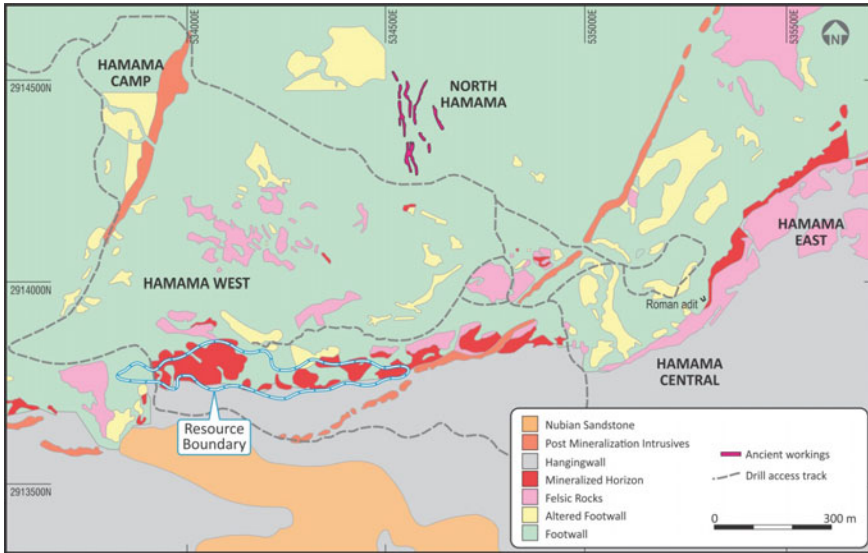 534000E
534500E
535000E
535500E
N
HAMAMA
CAMP
2914500N
NORTH
HAMAMA
HAMAMA
EAST
HAMAMA WEST
2914000N
Roman adit
HAMAMA
CENTRAL
Resource
Boundary
2913500N
Nubian Sandstone
Post Mineralization Intrusives
Hangingwall
Mineralized Horizon
Felsic Rocks
Altered Footwall
Footwall
Ancient workings
Drill access track
0 300 m